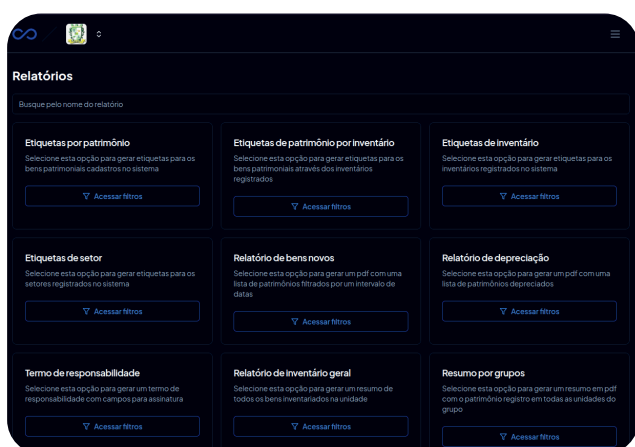 Relatórios
Busque pelo nome do relatório
Etiquetas por patrimônio
Selecione esta opção para gerar etiquetas para os
bens patrimoniais cadastros no sistema
Acessar filtros
Etiquetas de patrimônio por inventário
Selecione esta opção para gerar etiquetas para os
bens patrimoniais através dos inventários
registrados
Acessar filtros
Etiquetas de inventário
Selecione esta opção para gerar etiquetas para os
inventários registrados no sistema
Acessar filtros
Etiquetas de setor
Selecione esta opção para gerar etiquetas para os
setores registrados no sistema
Acessar filtros
Relatório de bens novos
Selecione esta opção para gerar um pdf com uma
lista de patrimônios filtrados por um intervalo de
datas
Acessar filtros
Relatório de depreciação
Selecione esta opção para gerar um pdf com uma
lista de patrimônios depreciados
Acessar filtros
Termo de responsabilidade
Selecione esta opção para gerar um termo de
responsabilidade com campos para assinatura
Acessar filtros
Relatório de inventário geral
Selecione esta opção para gerar um resumo de
todos os bens inventariados na unidade
Acessar filtros
Resumo por grupos
Selecione esta opção para gerar um resumo em pdf
com o patrimônio registro em todas as unidades do
grupo
Acessar filtros